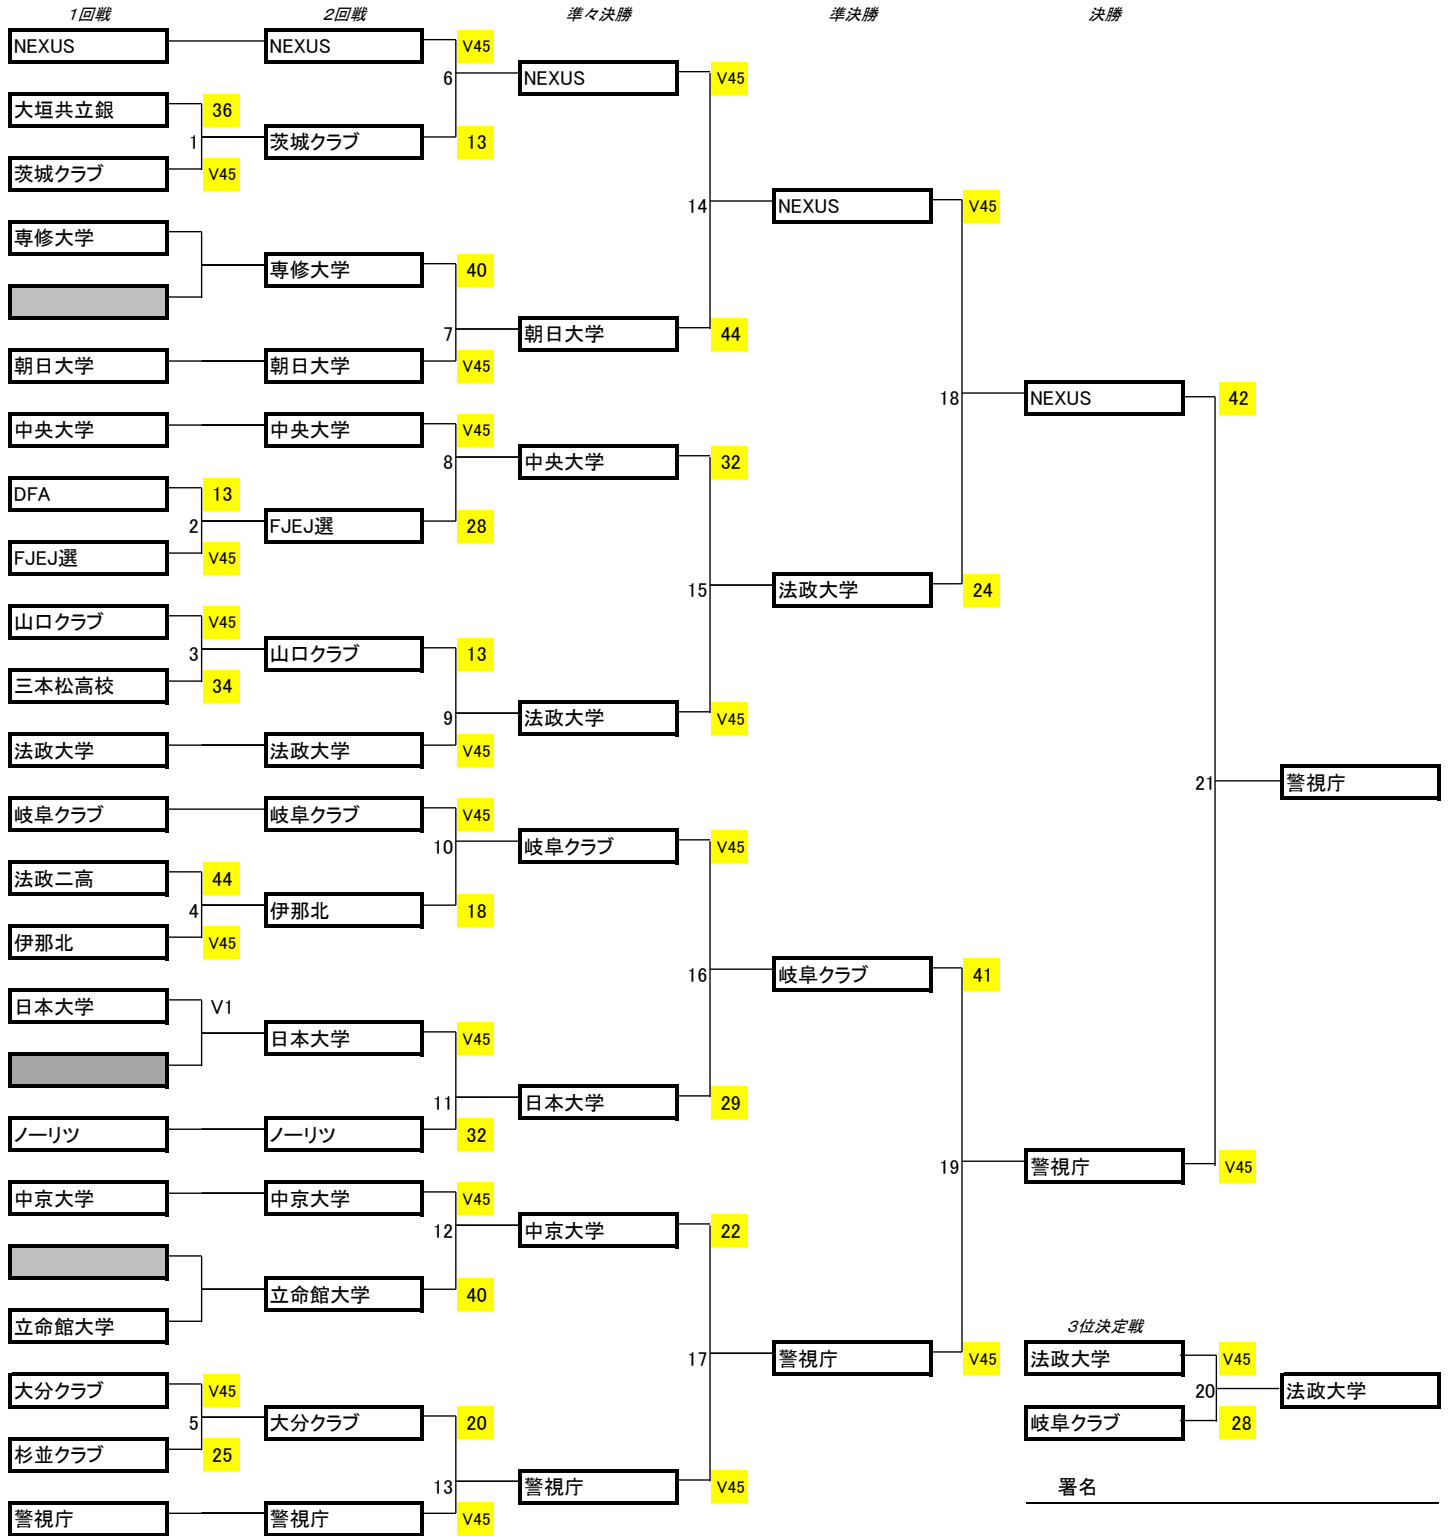 1回戦 2回戦 準々決勝 準決勝 決勝
NEXUS NEXUS V45
6 NEXUS V45
大垣共立銀 36
1 茨城クラブ 13
茨城クラブ V45
14 NEXUS V45
専修大学
専修大学 40
7 朝日大学 44
朝日大学 朝日大学 V45
18 NEXUS 42
中央大学 中央大学 V45
8 中央大学 32
DFA 13
2 FJEJ選 28
FJEJ選 V45
15 法政大学 24
山口クラブ V45
3 山口クラブ 13
三本松高校 34
9 法政大学 V45
法政大学 法政大学 V45
21 警視庁
岐阜クラブ 岐阜クラブ V45
10 岐阜クラブ V45
法政二高 44
4 伊那北 18
伊那北 V45
16 岐阜クラブ 41
日本大学 V1
日本大学 V45
11 日本大学 29
ノーリツ ノーリツ 32
19 警視庁 V45
中京大学 中京大学 V45
12 中京大学 22
立命館大学 40
立命館大学
3位決定戦
17 警視庁 V45
法政大学 V45
大分クラブ V45
20 法政大学
5 大分クラブ 20
岐阜クラブ 28
杉並クラブ 25
13 警視庁 V45
署名
警視庁 警視庁 V45